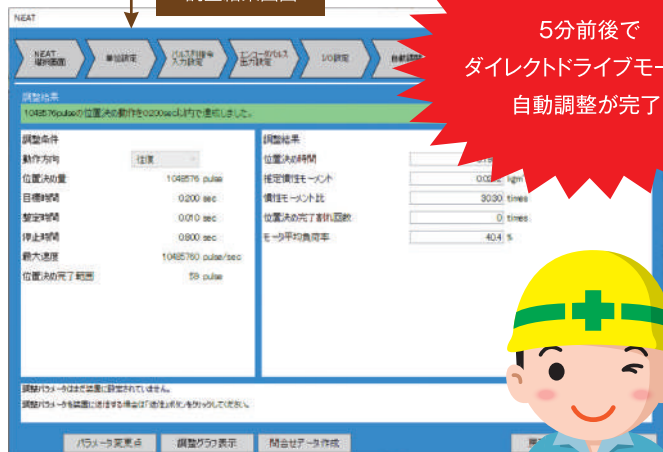 調整結果画面
NEAT
5分前後で
ダイレクトドライブモー
自動調整が完了
NEAT
選択画面
単位設定
パルス列指令
入力設定
エンコーダパルス
出力設定
I/O設定
自動調整
調整結果
1048576pulseの位置決め動作を0.200sec以内で達成しました。
調整条件
動作方向 往復
位置決め量 1048576 pulse
目標時間 0.200 sec
整定時間 0.010 sec
停止時間 0.800 sec
最大速度 10485760 pulse/sec
位置決め完了範囲 59 pulse
調整結果
位置決め時間
推定慣性モーメント kgm
慣性モーメント比 30.30 times
位置決め完了割れ回数 0 times
モータ平均負荷率 40.4 %
調整パラメータはまだ装置に設定されていません。
調整パラメータを装置に送信する場合は「送信」ボタンをクリックしてください。
パラメータ変更点
調整グラフ表示
問合せデータ作成